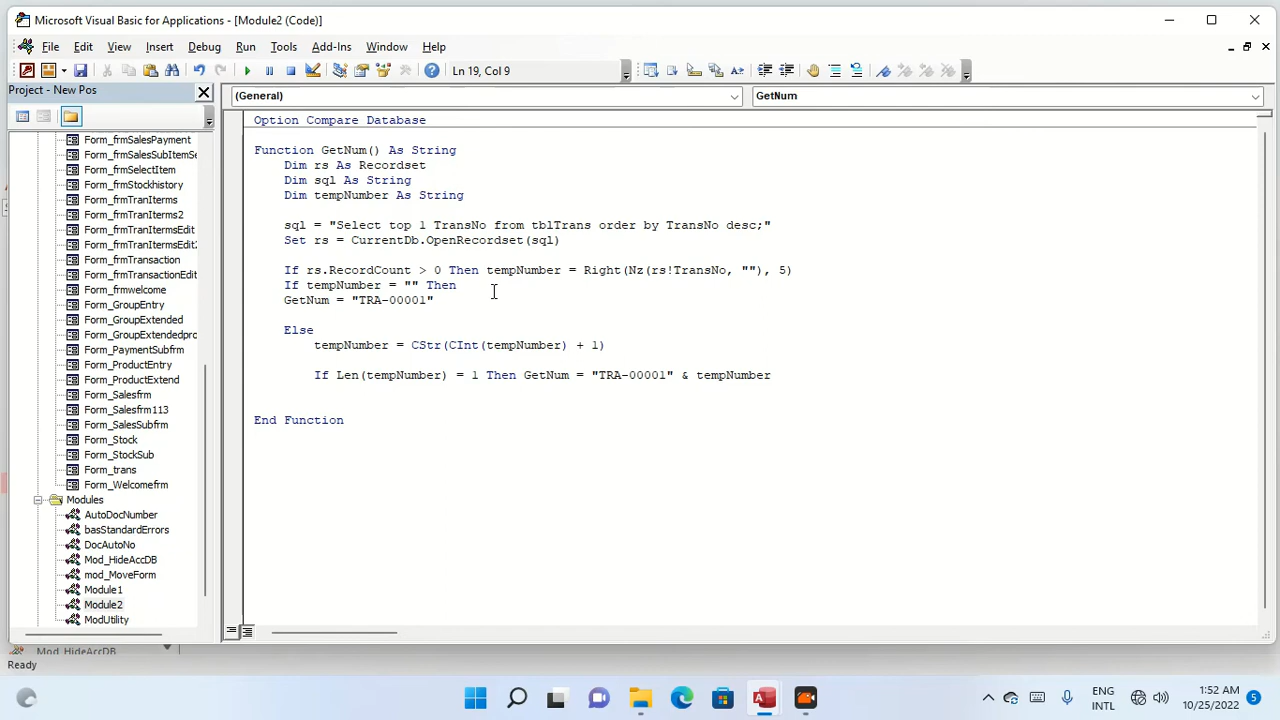 Microsoft Visual Basic for Applications - [Module2 (Code)]
File Edit View Insert Debug Run Tools Add-Ins Window Help
Ln 19, Col 9
Project - New Pos
(General)
GetNum
Form_frmSalesPayment
Form_frmSalesSubItemSe
Form_frmSelectItem
Form_frmStockhistory
Form_frmTranIterms
Form_frmTranIterms2
Form_frmTranItermsEdit
Form_frmTranItermsEdit2
Form_frmTransaction
Form_frmTransactionEdit
Form_frmwelcome
Form_GroupEntry
Form_GroupExtended
Form_GroupExtendedpro
Form_PaymentSubfrm
Form_ProductEntry
Form_ProductExtend
Form_Salesfrm
Form_Salesfrm113
Form_SalesSubfrm
Form_Stock
Form_StockSub
Form_trans
Form_Welcomefrm
Modules
AutoDocNumber
basStandardErrors
DocAutoNo
Mod_HideAccDB
mod_MoveForm
Module1
Module2
ModUtility
Option Compare Database
Function GetNum() As String
Dim rs As Recordset
Dim sql As String
Dim tempNumber As String
sql = "Select top 1 TransNo from tblTrans order by TransNo desc;"
Set rs = CurrentDb.OpenRecordset(sql)
If rs.RecordCount > 0 Then tempNumber = Right(Nz(rs!TransNo, ""), 5)
If tempNumber = "" Then
GetNum = "TRA-00001"
Else
tempNumber = CStr(CInt(tempNumber) + 1)
If Len(tempNumber) = 1 Then GetNum = "TRA-00001" & tempNumber
End Function
Mod_HideAccDB
Ready
ENG
INTL
1:52 AM
10/25/2022
5